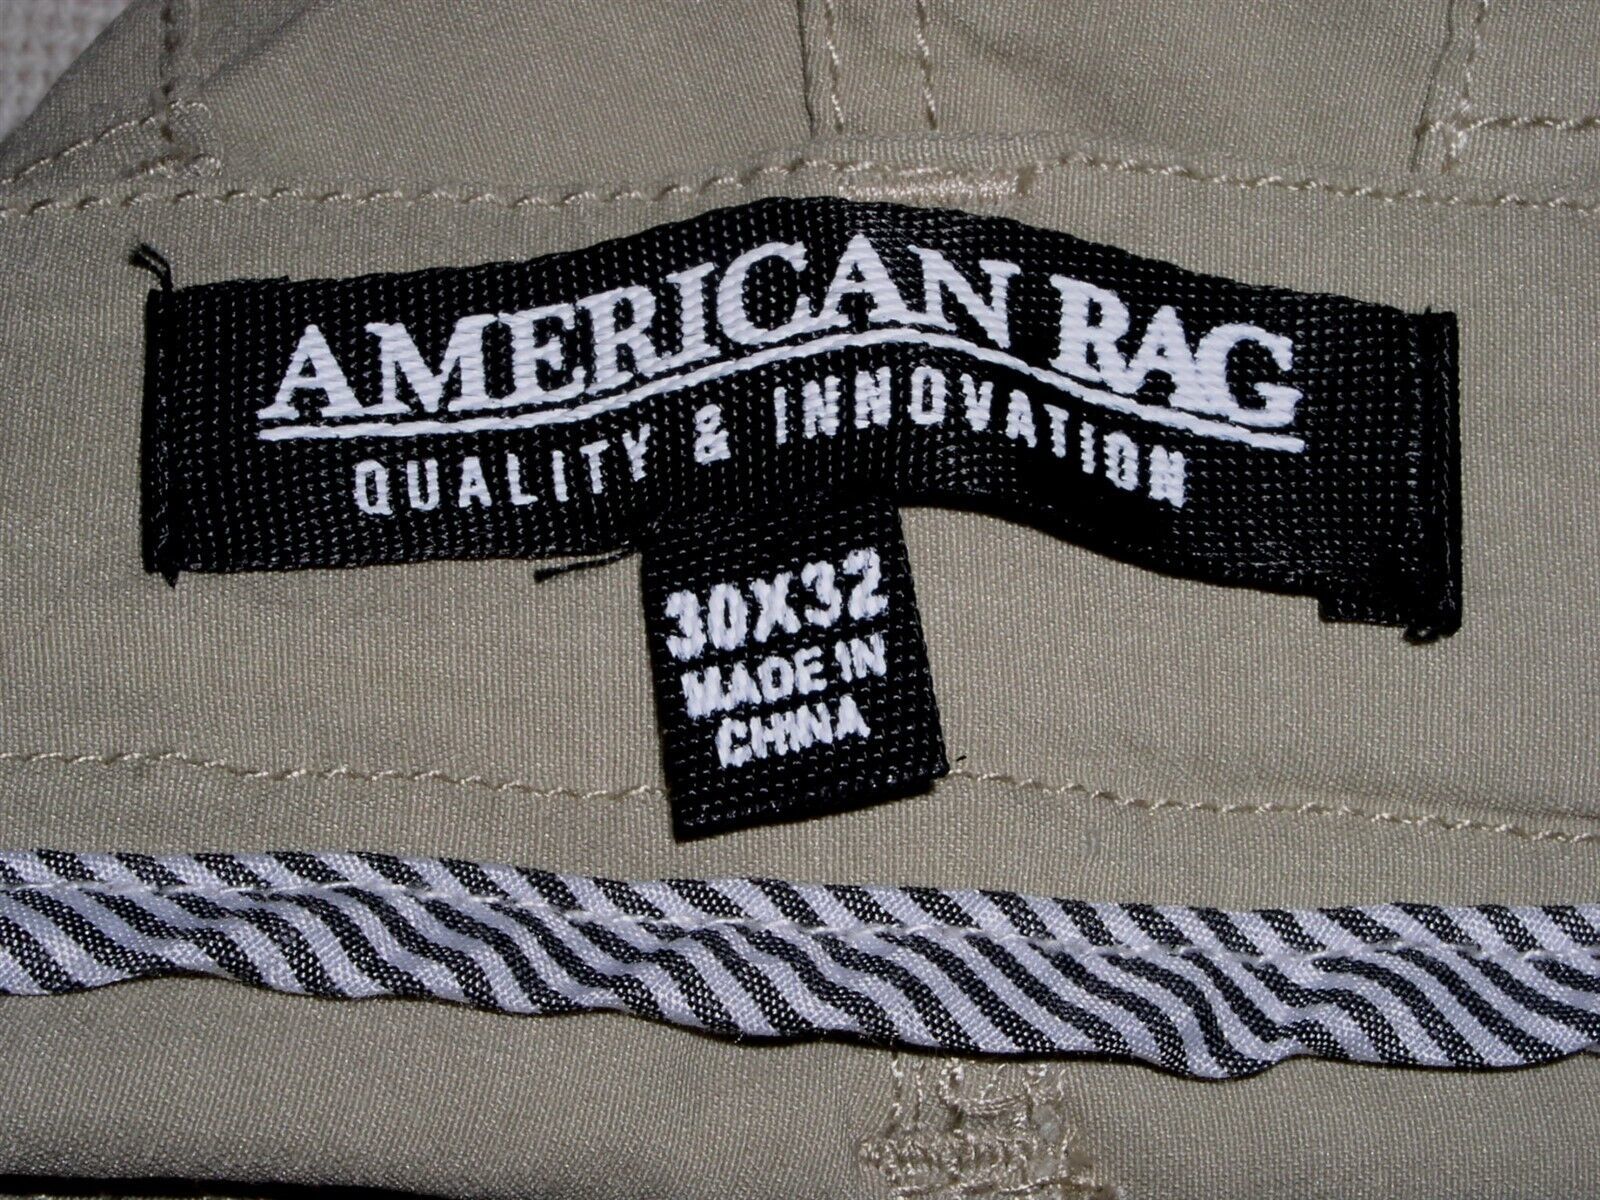 AMERICAN RAG
QUALITY & INNOVATION
30X32
MADE IN
CHINA